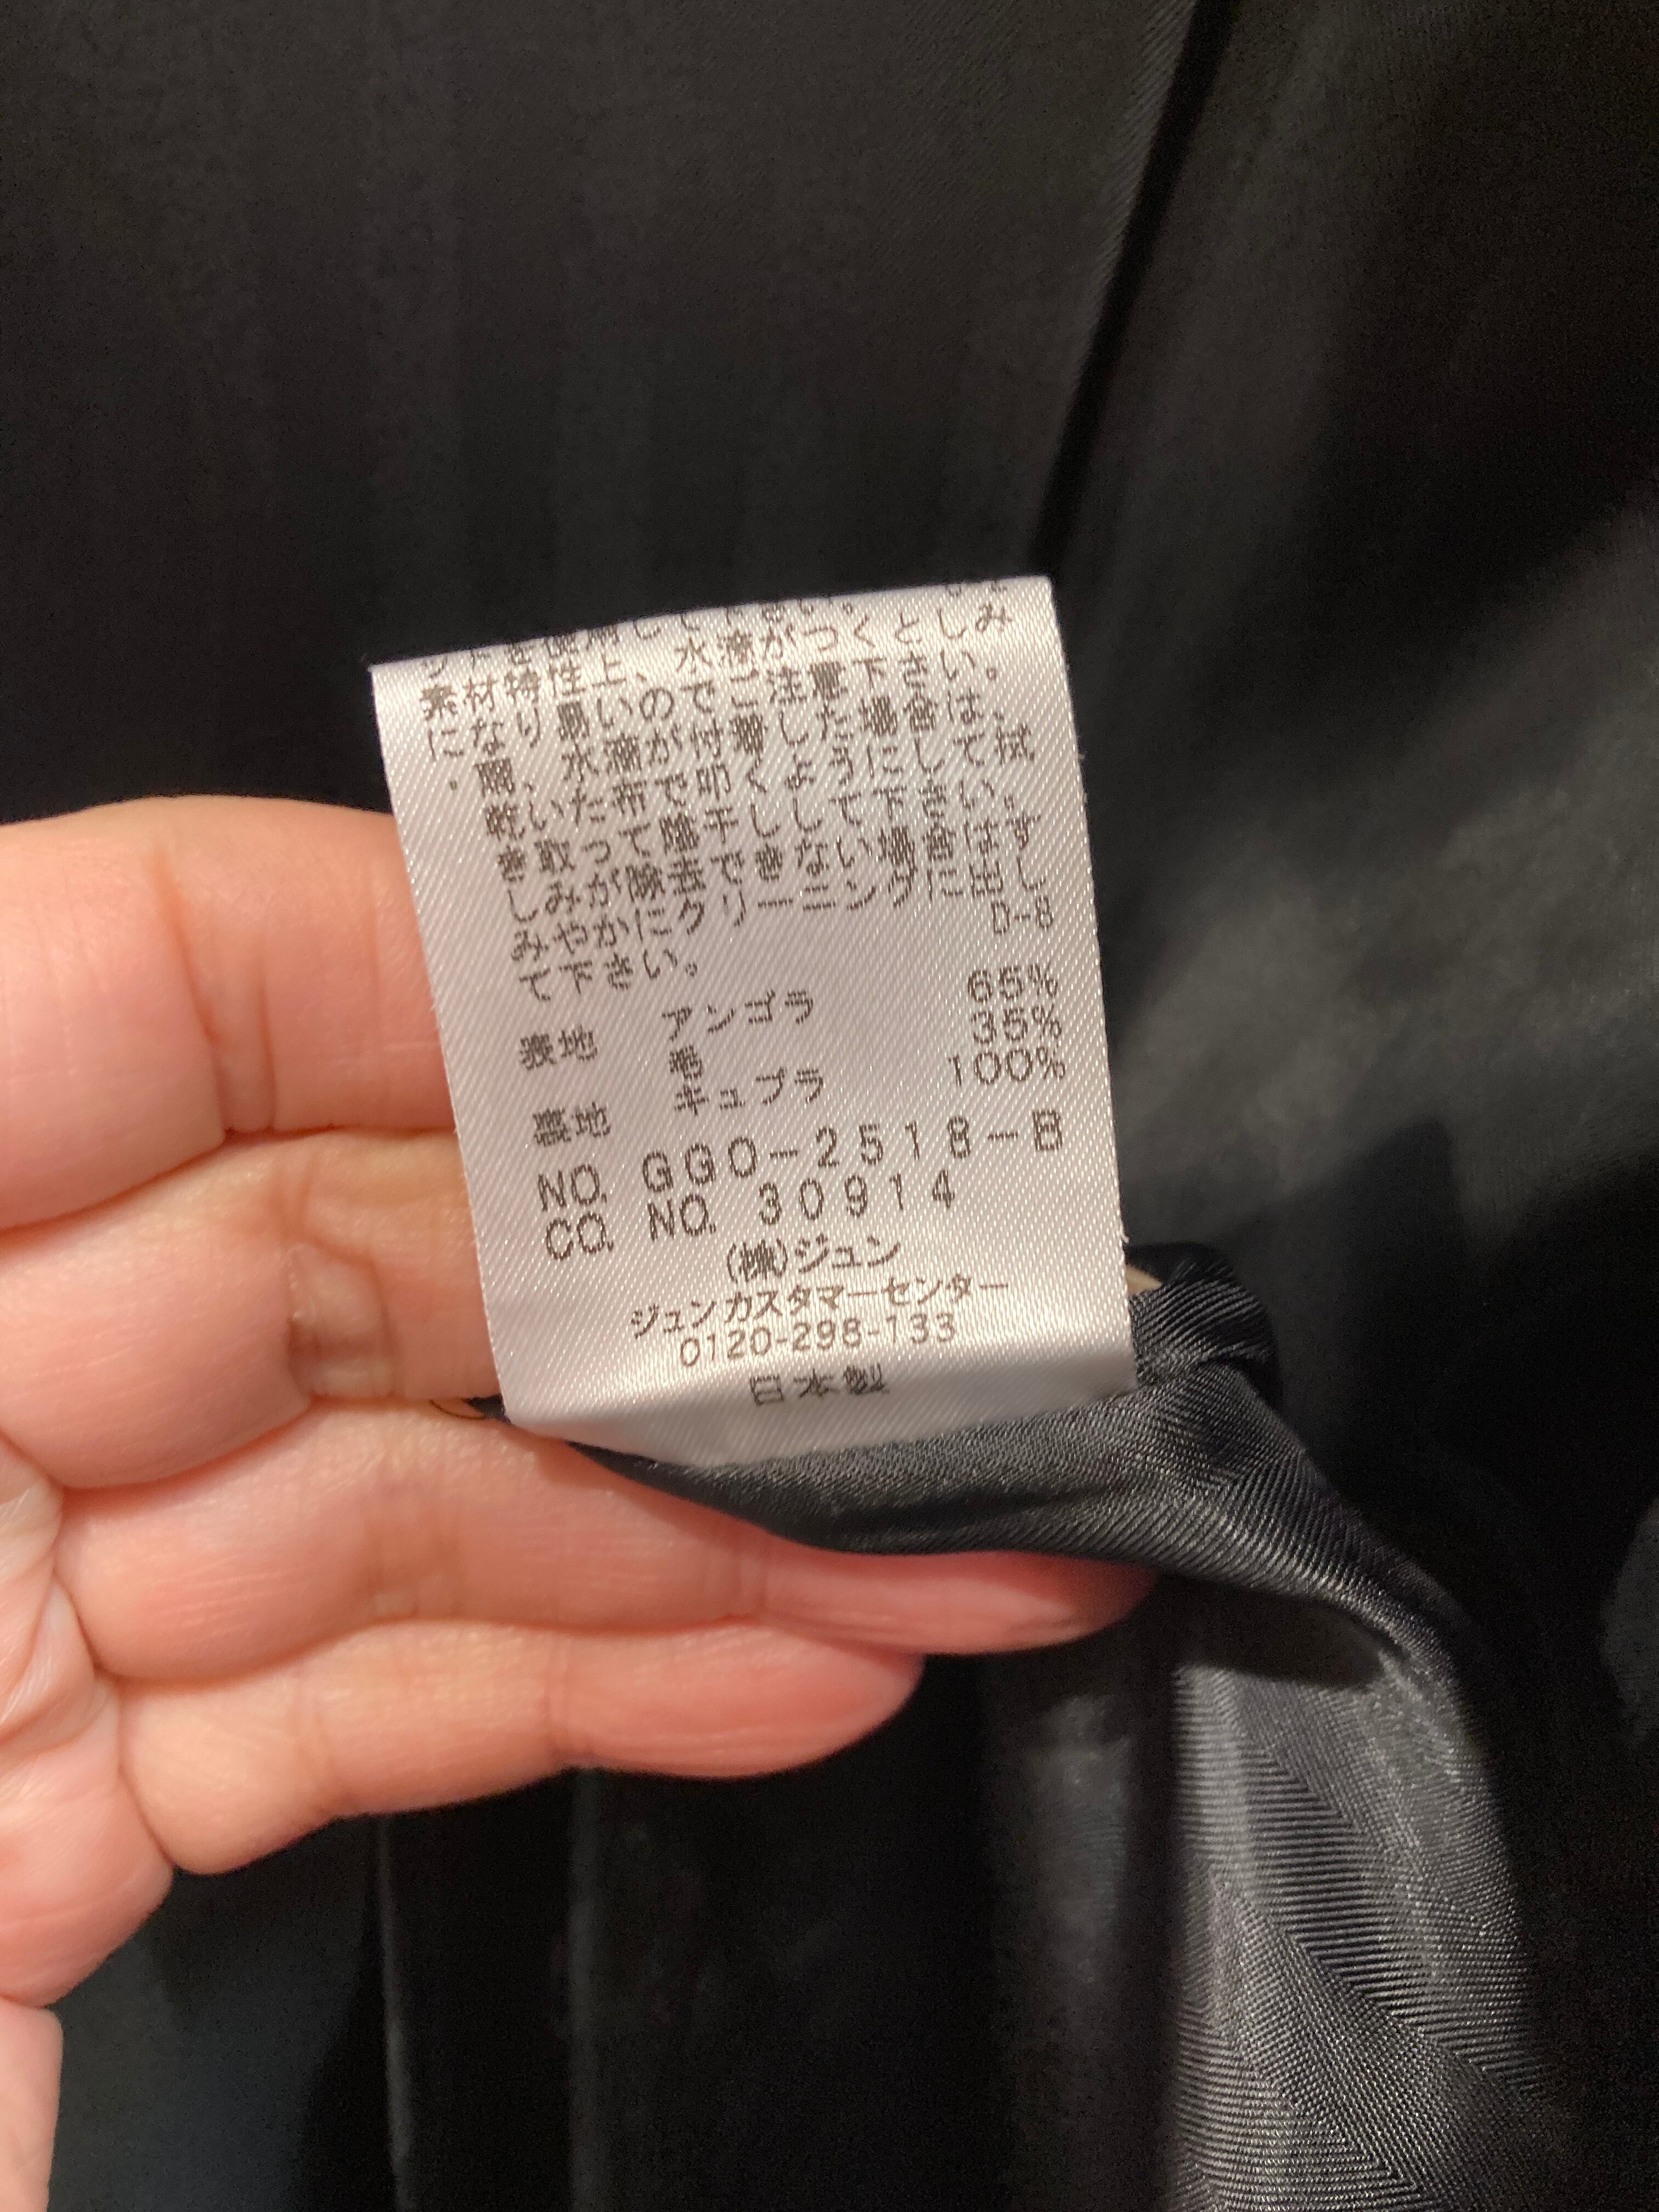 素材特性上、水滴がつくとしみ
になり易いのでご注意下さい。
・雨、水滴が付着した場合は、
乾いた布で叩くようにして、拭
き取って陰干しして下さい。
しみが除去できない場合はす
みやかにクリーニングに出し
て下さい。 D-8
表地 アンゴラ 65%
毛 35%
裏地 キュプラ 100%
NO. GGO-2518-B
CO. NO. 30914
(株)ジュン
ジュンカスタマーセンター
0120-298-133
日本製